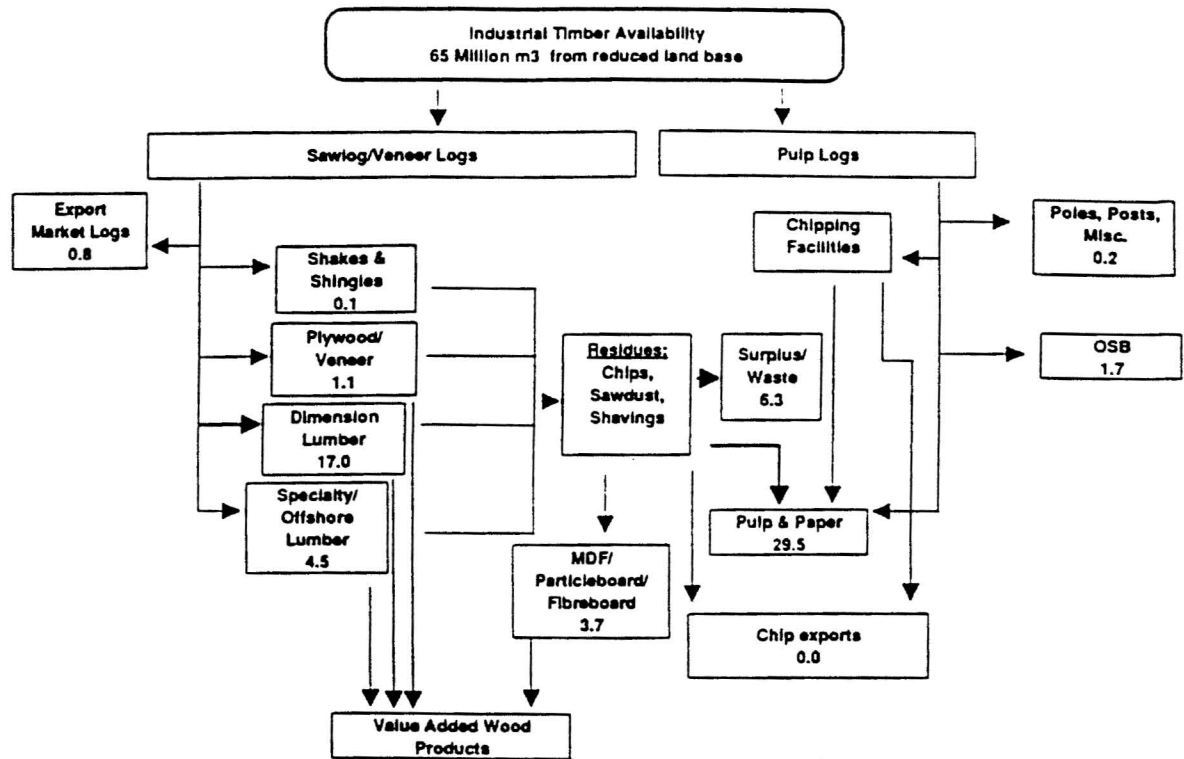 Industrial Timber Availability
65 Million m3 from reduced land base
Sawlog/Veneer Logs
Pulp Logs
Export
Market Logs
0.8
Shakes &
Shingles
0.1
Plywood/
Veneer
1.1
Dimension
Lumber
17.0
Specialty/
Offshore
Lumber
4.5
Residues:
Chips,
Sawdust,
Shavings
Surplus/
Waste
6.3
Chipping
Facilities
Poles, Posts,
Misc.
0.2
OSB
1.7
Pulp & Paper
29.5
MDF/
Particleboard/
Fibreboard
3.7
Chip exports
0.0
Value Added Wood
Products